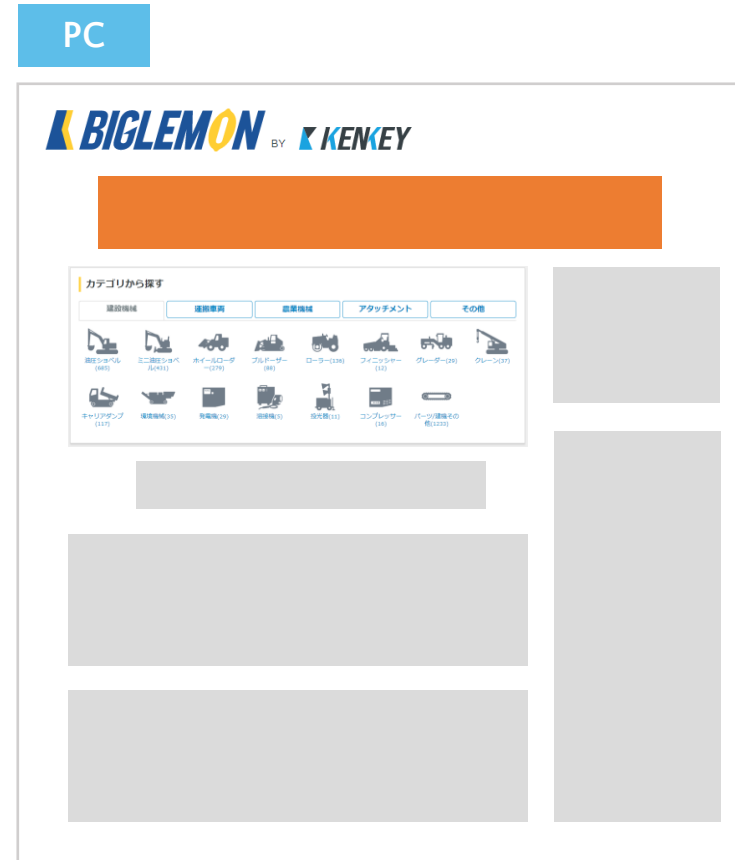 PC
BIGLEMON BY KENKEY
カテゴリから探す
建設機械 運搬車両 農業機械 アタッチメント その他
油圧ショベル ミニ油圧ショベ ホイールローダ ブルドーザー ローラー(136) フィニッシャー グレーダー(29) クレーン(37)
(685) ル(431) ー(279) (88) (12)
キャリアダンプ 環境機械(35) 発電機(29) 溶接機(5) 投光器(11) コンプレッサー パーツ/建機その
(117) (16) 他(1233)